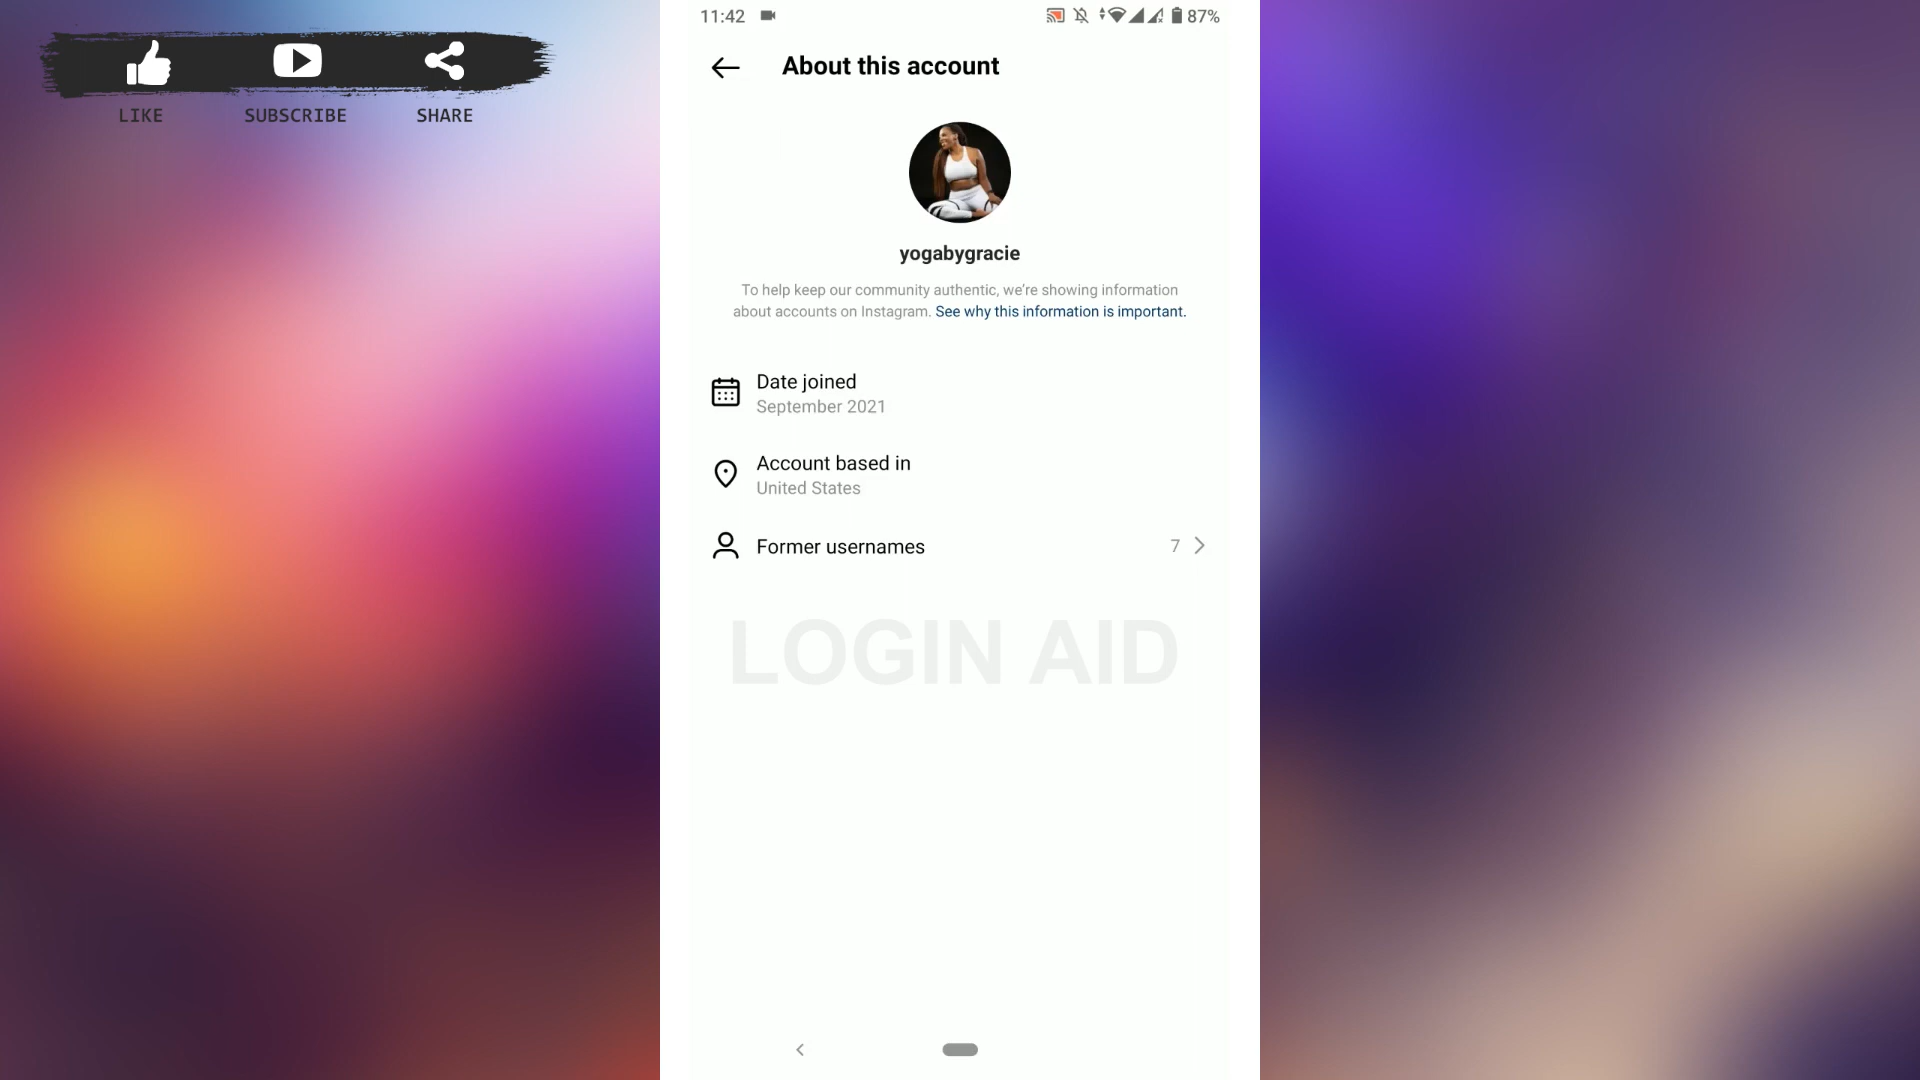 LIKE
SUBSCRIBE
SHARE
11:42
87%
About this account
yogabygracie
To help keep our community authentic, we're showing information
about accounts on Instagram. See why this information is important.
Date joined
September 2021
Account based in
United States
Former usernames
7
LOGIN AID